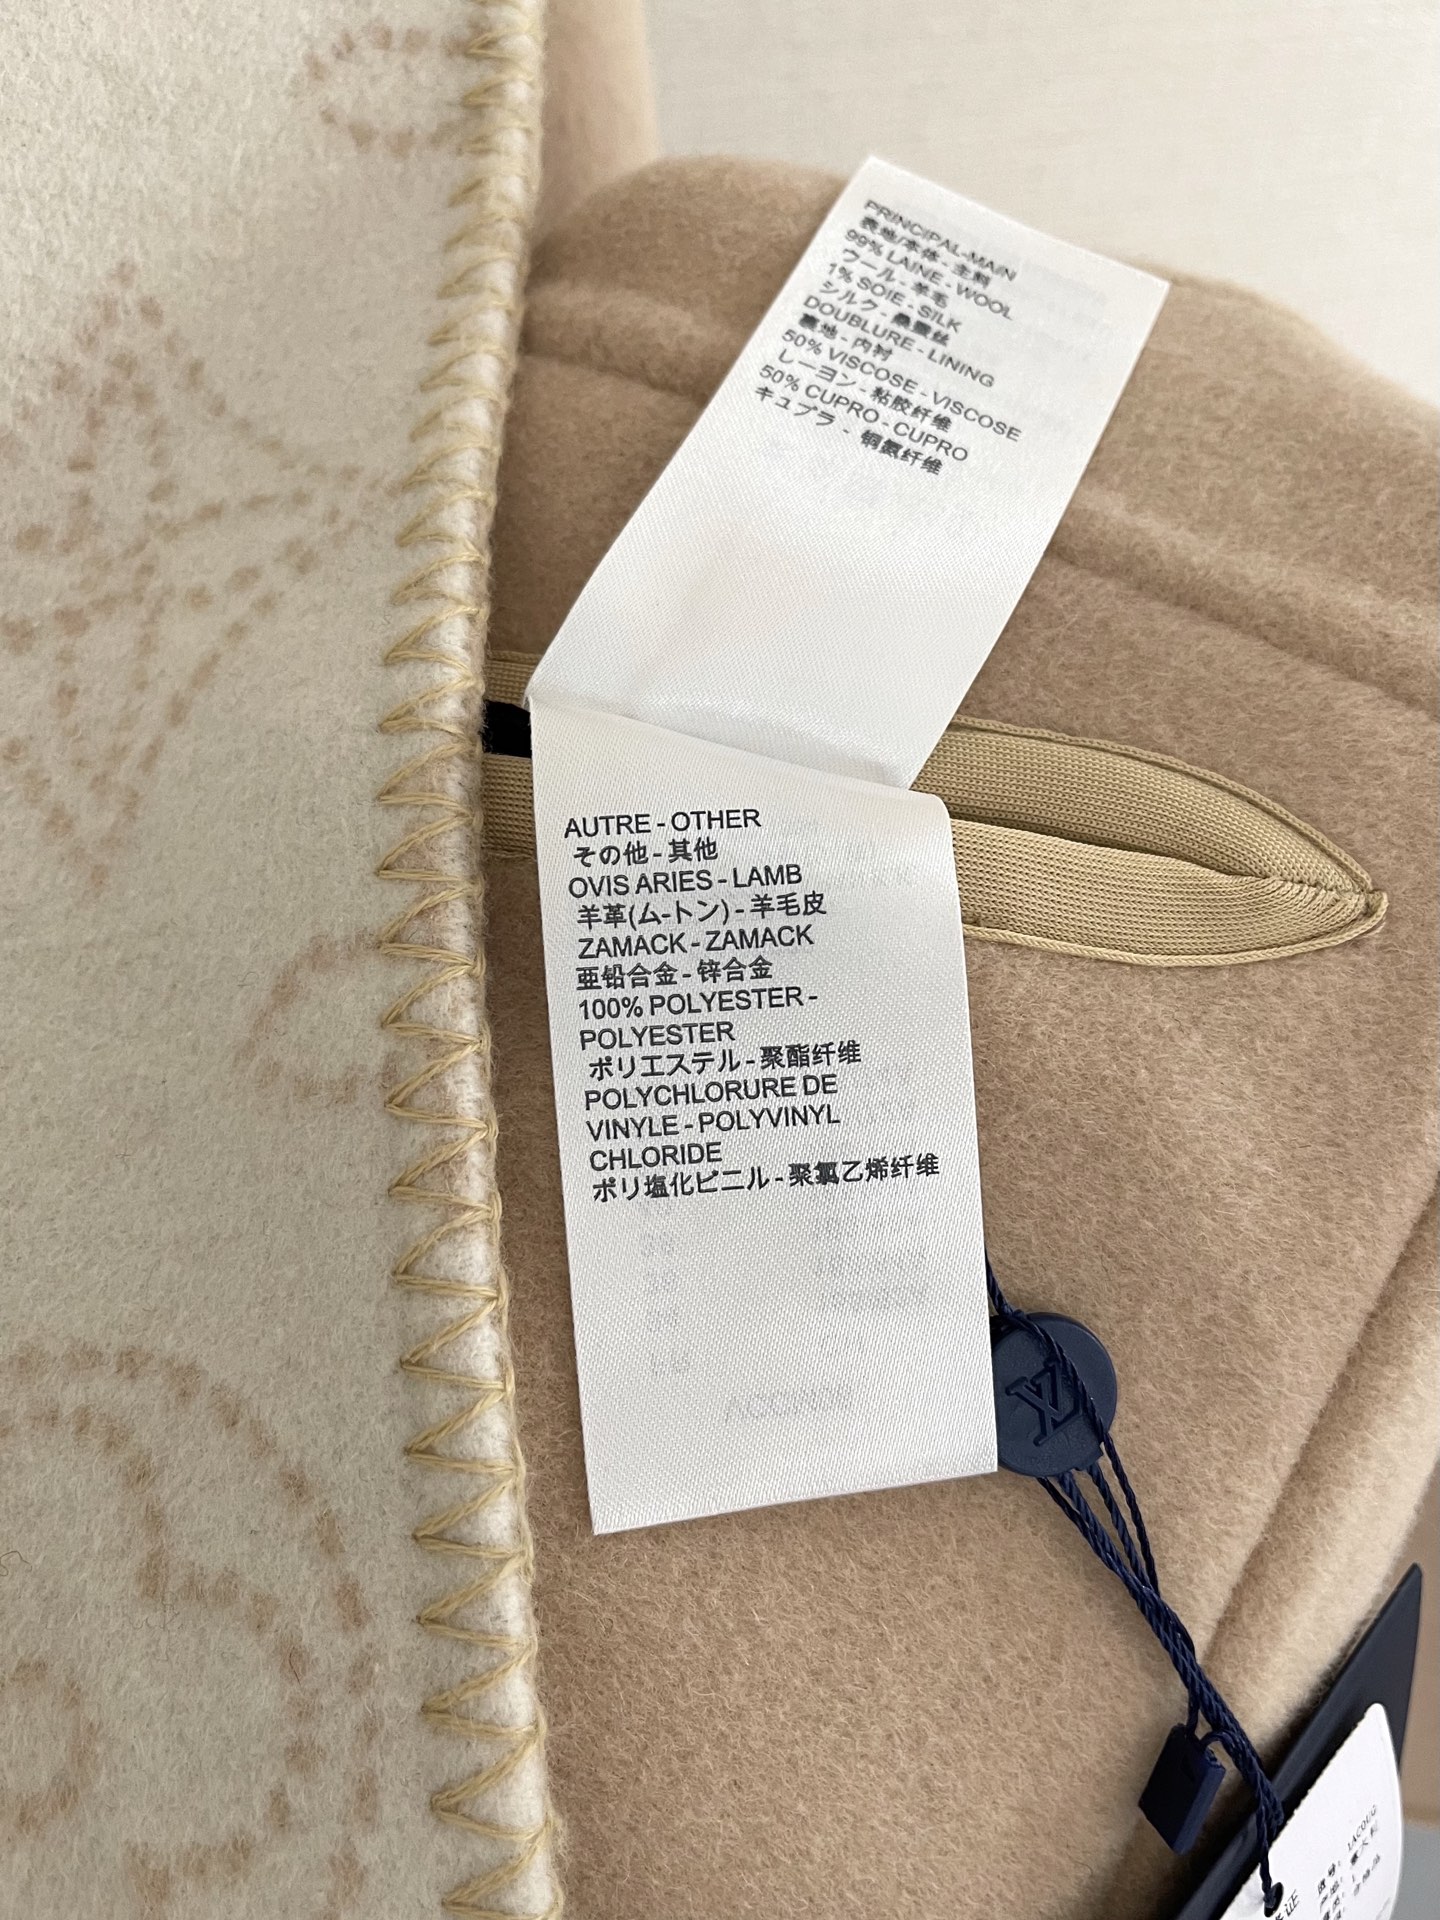 PRINCIPAL-MAIN
表地/本体 - 主料
99% LAINE - WOOL
ウール - 羊毛
1% SOIE - SILK
シルク - 桑蚕丝
DOUBLURE - LINING
裏地 - 内衬
50% VISCOSE - VISCOSE
レーヨン - 粘胶纤维
50% CUPRO - CUPRO
キュプラ - 铜氨纤维
AUTRE - OTHER
その他 - 其他
OVIS ARIES - LAMB
羊革(ム-トン) - 羊毛皮
ZAMACK - ZAMACK
亜鉛合金 - 锌合金
100% POLYESTER -
POLYESTER
ポリエステル - 聚酯纤维
POLYCHLORURE DE
VINYLE - POLYVINYL
CHLORIDE
ポリ塩化ビニル - 聚氯乙烯纤维
LV